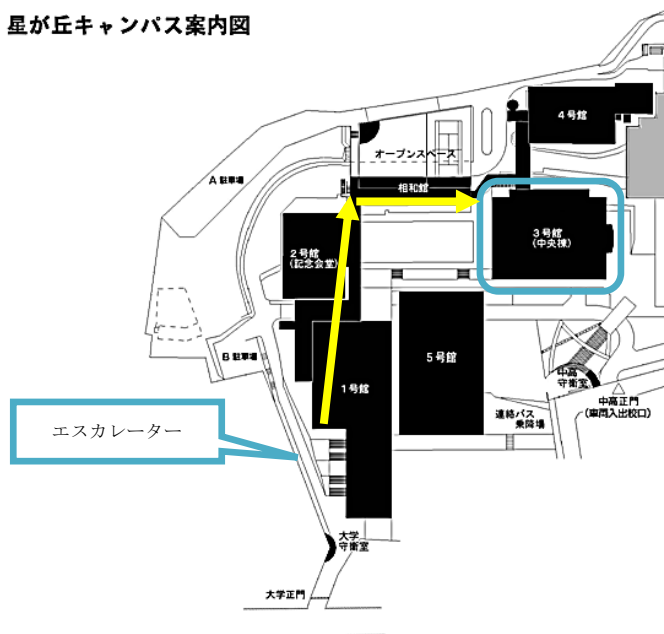 星が丘キャンパス案内図
4号館
オープンスペース
A 駐車場
相和館
3号館
(中央棟)
2号館
(記念会堂)
B 駐車場
1号館
5号館
中高
守衛室
中高正門
(車両入出校口)
連絡バス
乗降場
エスカレーター
大学
守衛室
大学正門